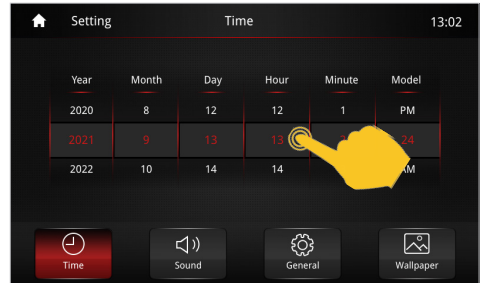 Setting Time 13:02
Year Month Day Hour Minute Model
2020 8 12 12 1 PM
2021 9 13 13 24
2022 10 14 14
Time Sound General Wallpaper